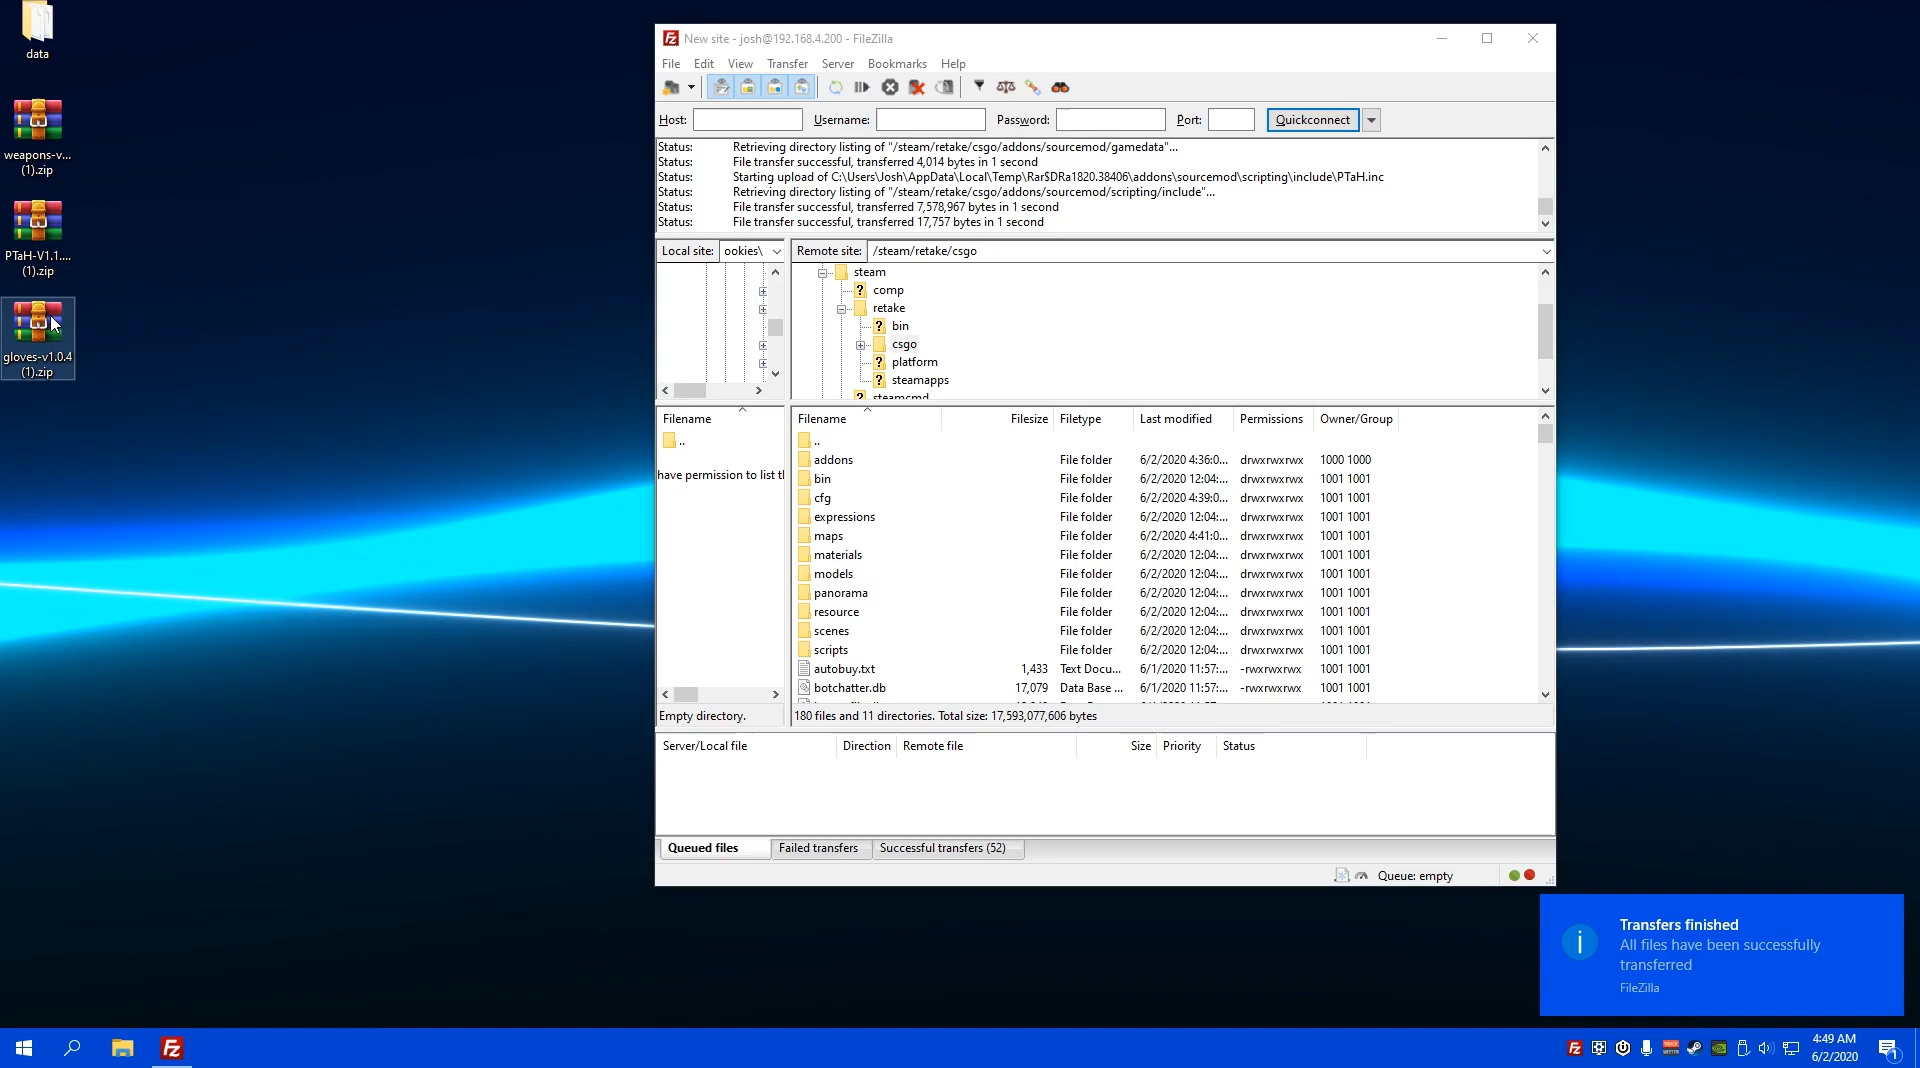 data
weapons-v...
(1).zip
PTaH-V1.1....
(1).zip
gloves-v1.0.4
(1).zip
New site - josh@192.168.4.200 - FileZilla
File Edit View Transfer Server Bookmarks Help
Host: Username: Password: Port: Quickconnect
Status: Retrieving directory listing of "/steam/retake/csgo/addons/sourcemod/gamedata"...
Status: File transfer successful, transferred 4,014 bytes in 1 second
Status: Starting upload of C:\Users\Josh\AppData\Local\Temp\Rar$DRa1820.38406\addons\sourcemod\scripting\include\PTaH.inc
Status: Retrieving directory listing of "/steam/retake/csgo/addons/sourcemod/scripting/include"...
Status: File transfer successful, transferred 7,578,967 bytes in 1 second
Status: File transfer successful, transferred 17,757 bytes in 1 second
Local site: ookies\
Remote site: /steam/retake/csgo
steam
comp
retake
bin
csgo
platform
steamapps
steamcmd
Filename
..
have permission to list t
Empty directory.
Filename Filesize Filetype Last modified Permissions Owner/Group
..
addons File folder 6/2/2020 4:36:0... drwxrwxrwx 1000 1000
bin File folder 6/2/2020 12:04:... drwxrwxrwx 1001 1001
cfg File folder 6/2/2020 4:39:0... drwxrwxrwx 1001 1001
expressions File folder 6/2/2020 12:04:... drwxrwxrwx 1001 1001
maps File folder 6/2/2020 4:41:0... drwxrwxrwx 1001 1001
materials File folder 6/2/2020 12:04:... drwxrwxrwx 1001 1001
models File folder 6/2/2020 12:04:... drwxrwxrwx 1001 1001
panorama File folder 6/2/2020 12:04:... drwxrwxrwx 1001 1001
resource File folder 6/2/2020 12:04:... drwxrwxrwx 1001 1001
scenes File folder 6/2/2020 12:04:... drwxrwxrwx 1001 1001
scripts File folder 6/2/2020 12:04:... drwxrwxrwx 1001 1001
autobuy.txt 1,433 Text Docu... 6/1/2020 11:57:... -rwxrwxrwx 1001 1001
botchatter.db 17,079 Data Base ... 6/1/2020 11:57:... -rwxrwxrwx 1001 1001
180 files and 11 directories. Total size: 17,593,077,606 bytes
Server/Local file Direction Remote file Size Priority Status
Queued files Failed transfers Successful transfers (52)
Queue: empty
Transfers finished
All files have been successfully
transferred
FileZilla
4:49 AM
6/2/2020
1